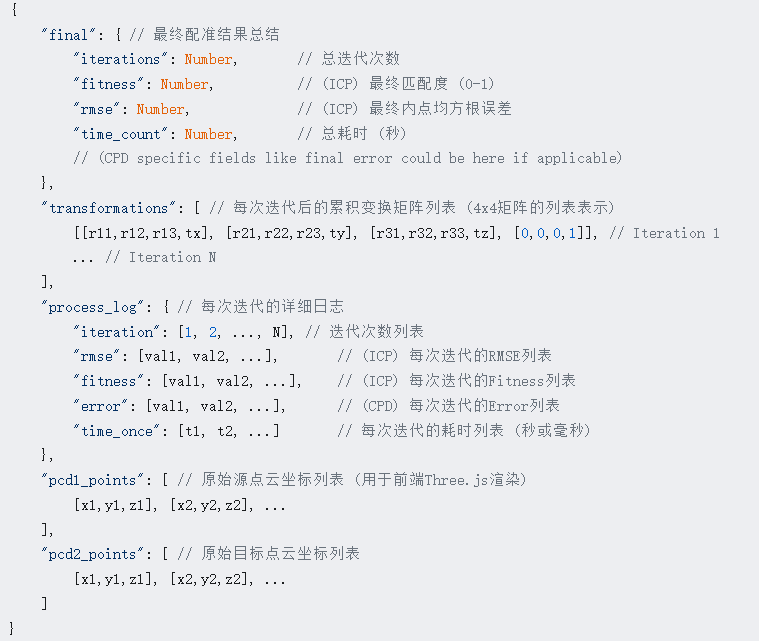 {
    "final": { // 最终配准结果总结
        "iterations": Number,       // 总迭代次数
        "fitness": Number,          // (ICP) 最终匹配度 (0-1)
        "rmse": Number,             // (ICP) 最终内点均方根误差
        "time_count": Number,       // 总耗时 (秒)
        // (CPD specific fields like final error could be here if applicable)
    },
    "transformations": [ // 每次迭代后的累积变换矩阵列表 (4x4矩阵的列表表示)
        [[r11,r12,r13,tx], [r21,r22,r23,ty], [r31,r32,r33,tz], [0,0,0,1]], // Iteration 1
        ... // Iteration N
    ],
    "process_log": { // 每次迭代的详细日志
        "iteration": [1, 2, ..., N], // 迭代次数列表
        "rmse": [val1, val2, ...],       // (ICP) 每次迭代的RMSE列表
        "fitness": [val1, val2, ...],    // (ICP) 每次迭代的Fitness列表
        "error": [val1, val2, ...],      // (CPD) 每次迭代的Error列表
        "time_once": [t1, t2, ...]       // 每次迭代的耗时列表 (秒或毫秒)
    },
    "pcd1_points": [ // 原始源点云坐标列表 (用于前端Three.js渲染)
        [x1,y1,z1], [x2,y2,z2], ...
    ],
    "pcd2_points": [ // 原始目标点云坐标列表
        [x1,y1,z1], [x2,y2,z2], ...
    ]
}